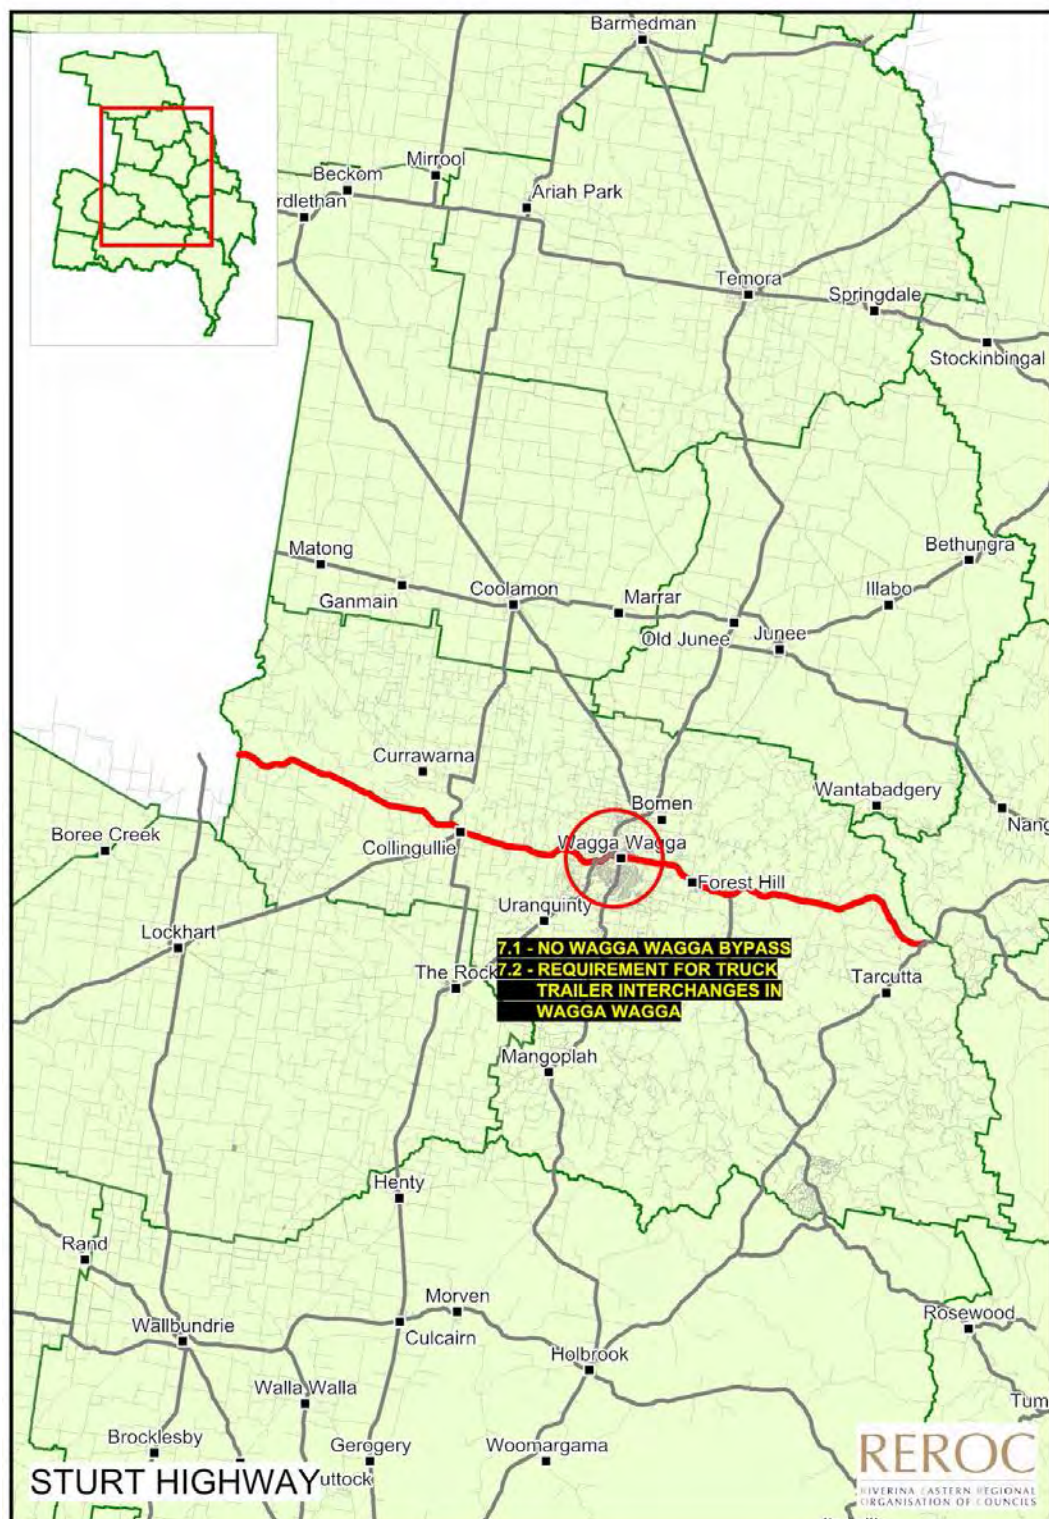 Barmedman
Mirrool
Beckom
Ariah Park
rdlethan
Temora
Springdale
Stockinbingal
Bethungra
Matong
Illabo
Coolamon
Marrar
Ganmain
Old Junee
Junee
Currawarna
Wantabadgery
Bomen
Nang
Boree Creek
Collingullie
Wagga Wagga
Forest Hill
Uranquinty
Lockhart
7.1 - NO WAGGA WAGGA BYPASS
7.2 - REQUIREMENT FOR TRUCK
TRAILER INTERCHANGES IN
WAGGA WAGGA
The Rock
Tarcutta
Mangoplah
Henty
Rand
Morven
Rosewood
Wallbundrie
Culcairn
Holbrook
Walla Walla
Tum
Brocklesby
Gerogery
Woomargama
uttock
STURT HIGHWAY
REROC
RIVERINA EASTERN REGIONAL
ORGANISATION OF COUNCILS